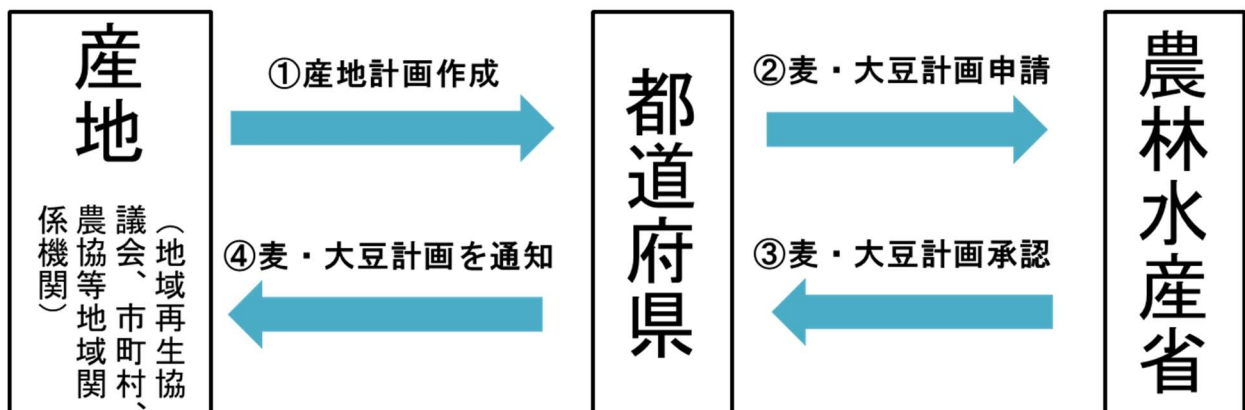 産地
（地域再生協
議会、市町村、
農協等地域関
係機関）
①産地計画作成
④麦・大豆計画を通知
都道府県
②麦・大豆計画申請
③麦・大豆計画承認
農林水産省